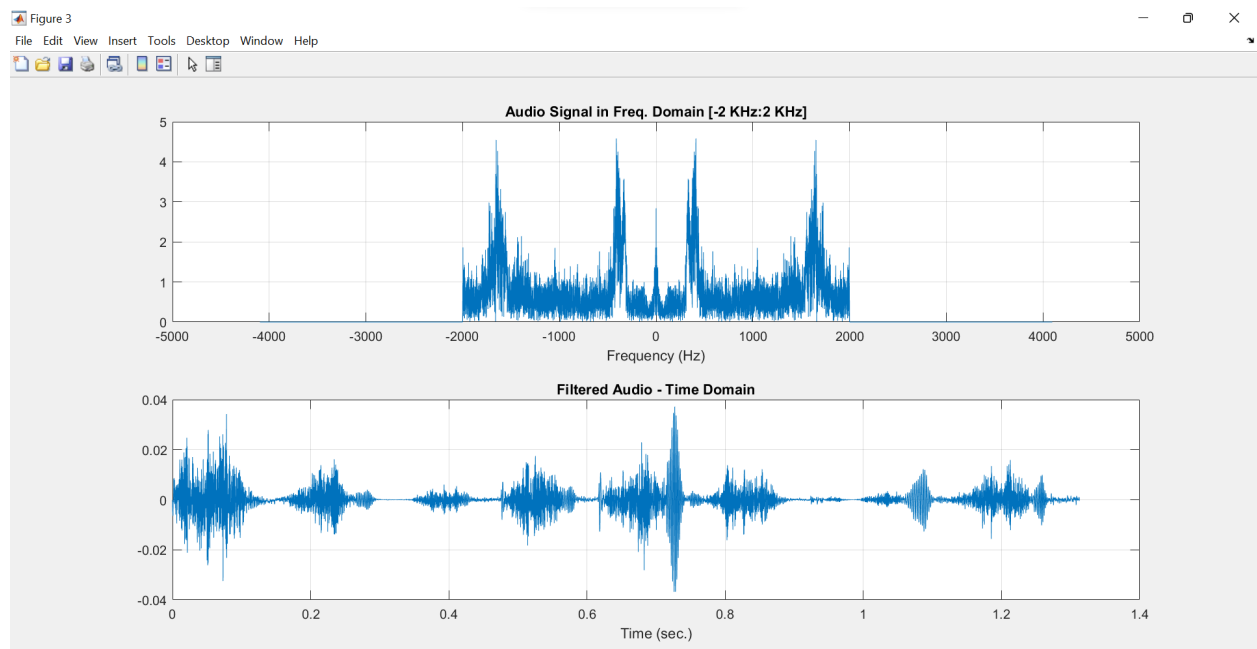 Figure 3
File Edit View Insert Tools Desktop Window Help
Audio Signal in Freq. Domain [-2 KHz:2 KHz]
5
4
3
2
1
0
-5000 -4000 -3000 -2000 -1000 0 1000 2000 3000 4000 5000
Frequency (Hz)
Filtered Audio - Time Domain
0.04
0.02
0
-0.02
-0.04
0 0.2 0.4 0.6 0.8 1 1.2 1.4
Time (sec.)